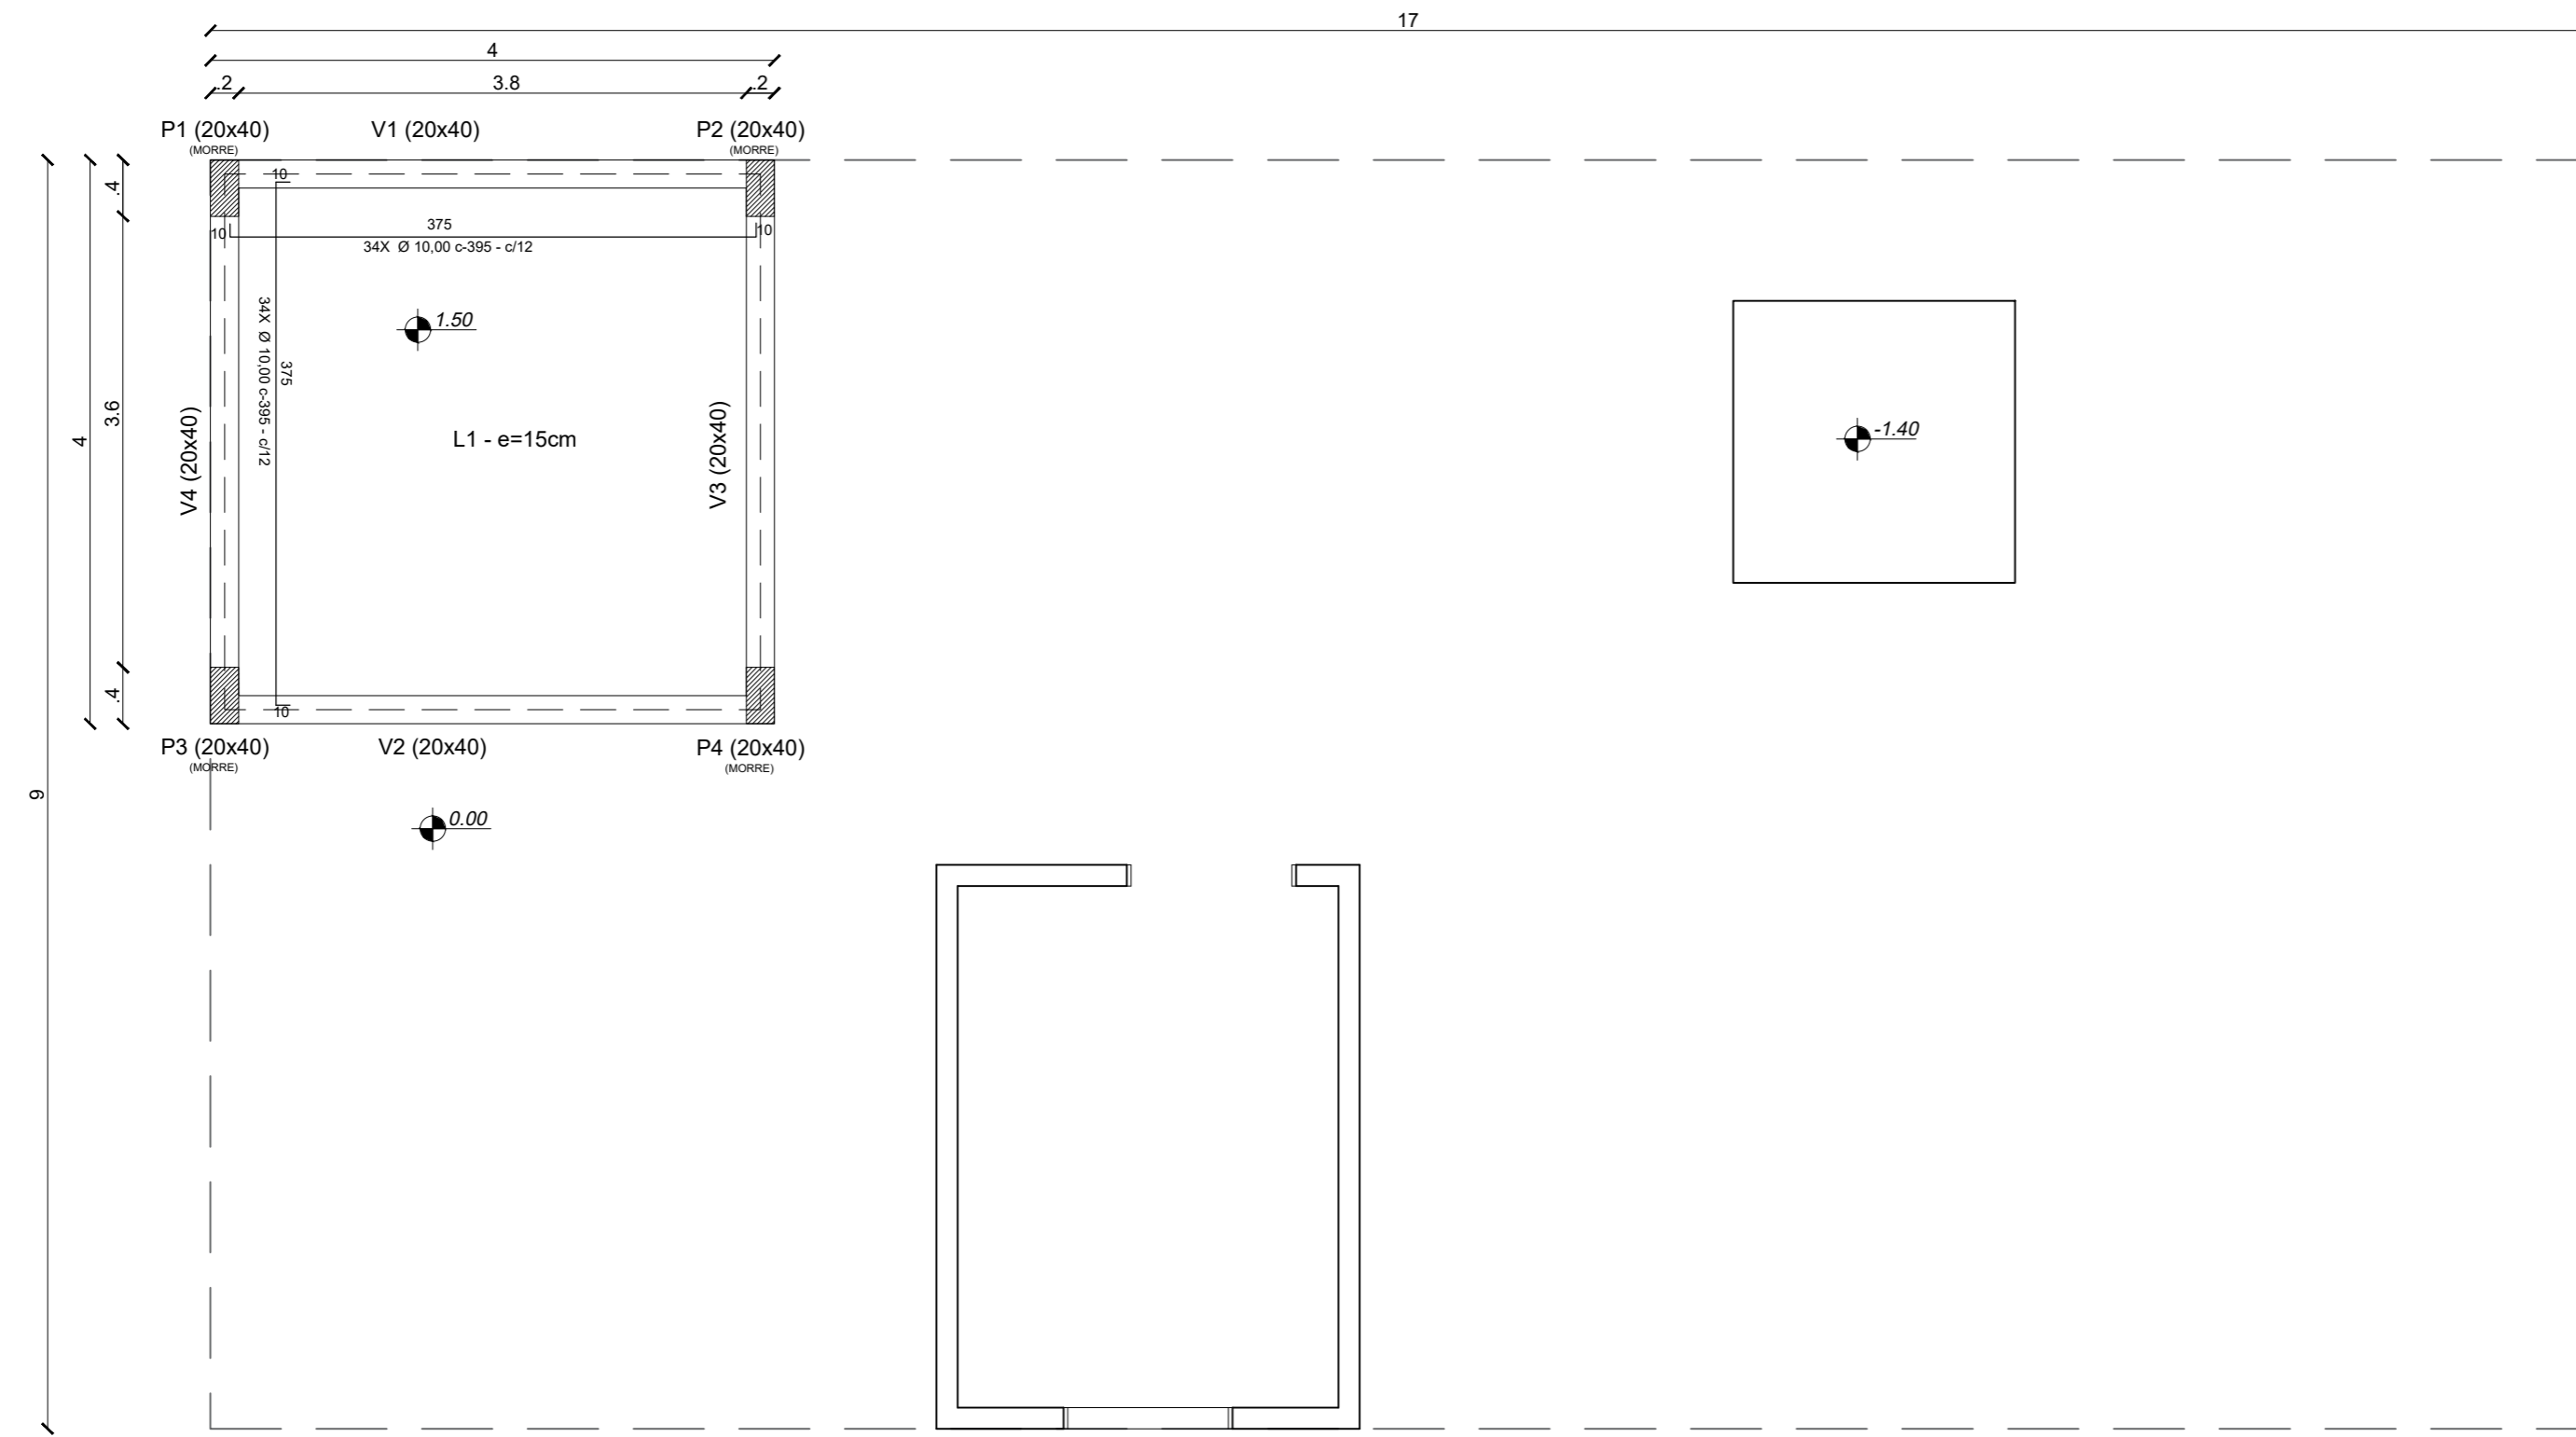 17
4
.2
3.8
.2
P1 (20x40)
(MORRE)
V1 (20x40)
P2 (20x40)
(MORRE)
.4
10
375
10
10
34X Ø 10,00 c-395 - c/12
1.50
34X Ø 10,00 c-395 - c/12
375
4
3.6
V4 (20x40)
L1 - e=15cm
V3 (20x40)
-1.40
.4
10
P3 (20x40)
(MORRE)
V2 (20x40)
P4 (20x40)
(MORRE)
9
0.00